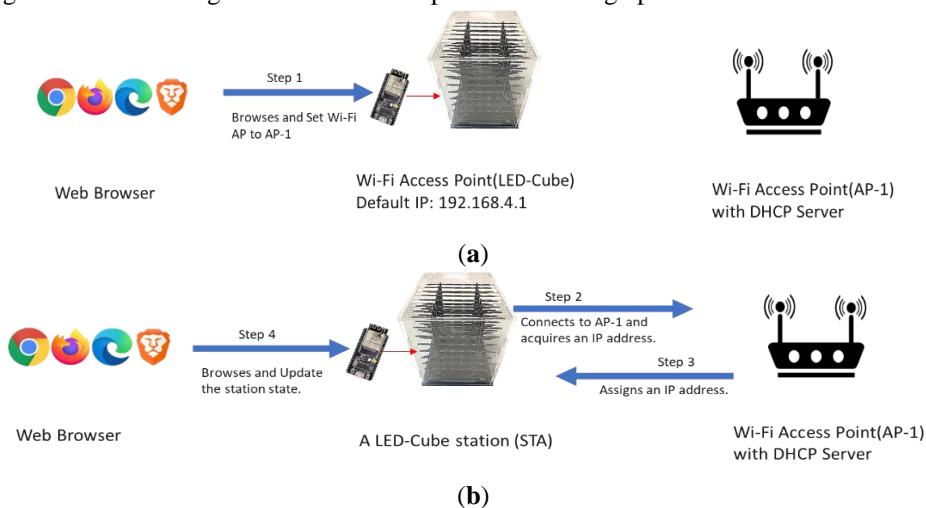 Step 1
Browses and Set Wi-Fi
AP to AP-1
Web Browser
Wi-Fi Access Point(LED-Cube)
Default IP: 192.168.4.1
Wi-Fi Access Point(AP-1)
with DHCP Server
(a)
Step 4
Browses and Update
the station state.
Step 2
Connects to AP-1 and
acquires an IP address.
Step 3
Assigns an IP address.
Web Browser
A LED-Cube station (STA)
Wi-Fi Access Point(AP-1)
with DHCP Server
(b)